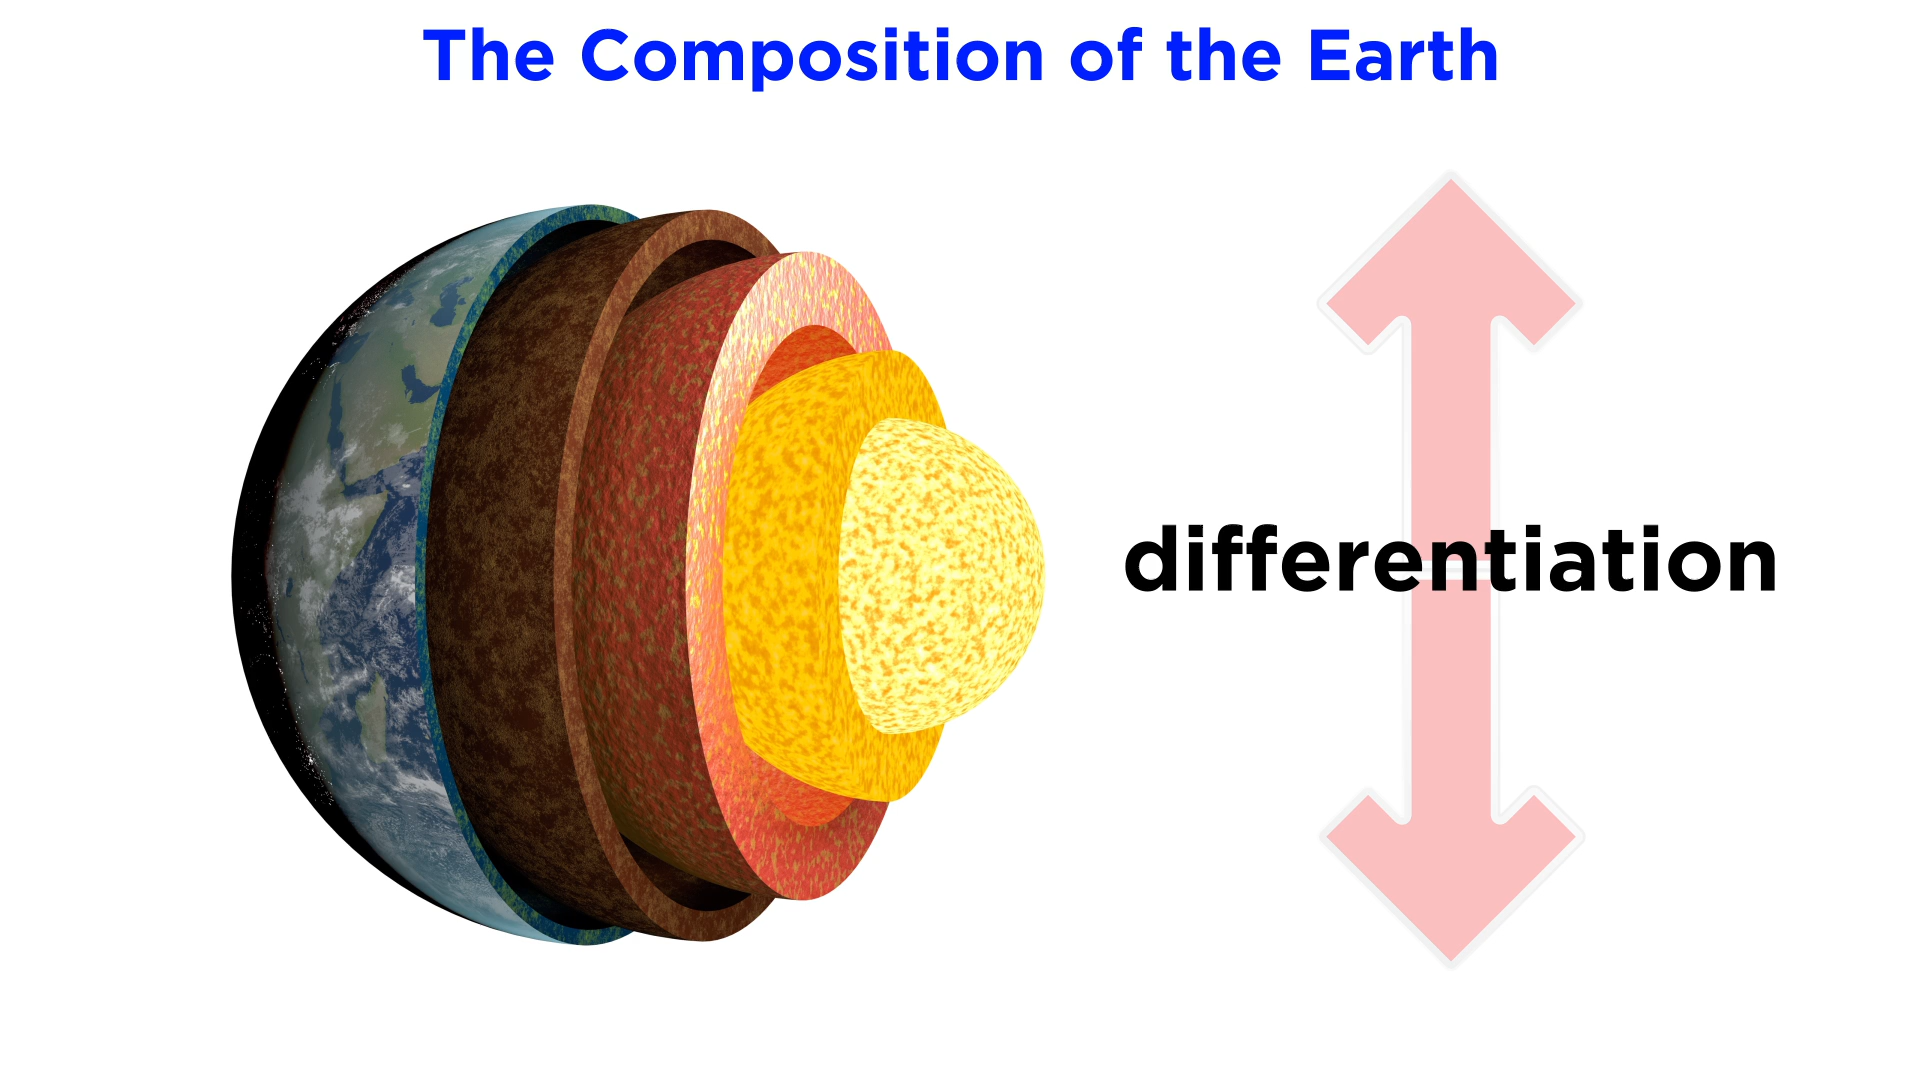 The Composition of the Earth
differentiation